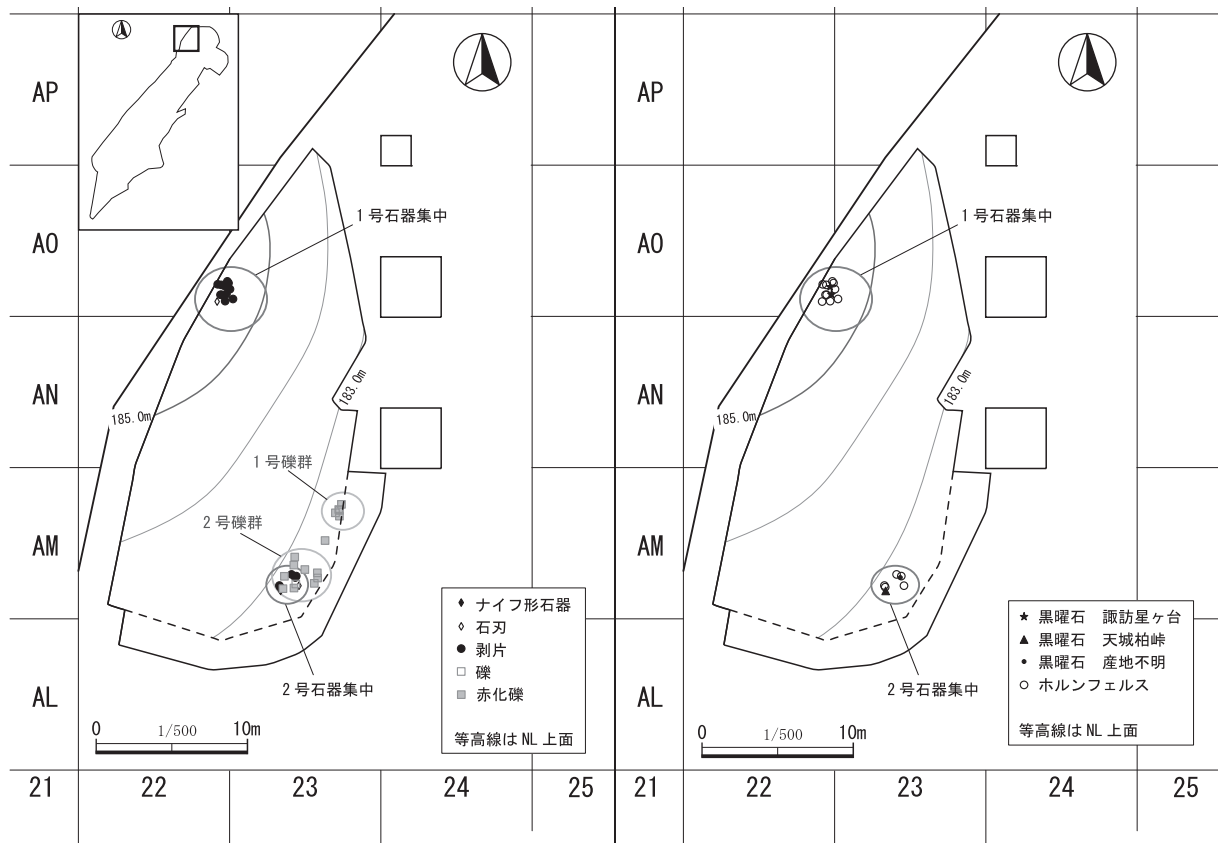 AP
AO
AN
AM
AL
21
22
23
24
25
1号石器集中
185.0m
183.0m
1号礫群
2号礫群
2号石器集中
ナイフ形石器
石刃
剥片
礫
赤化礫
等高線は NL 上面
0
1/500
10m
AP
AO
AN
AM
AL
21
22
23
24
25
1号石器集中
185.0m
183.0m
2号石器集中
黒曜石 諏訪星ヶ台
黒曜石 天城柏峠
黒曜石 産地不明
ホルンフェルス
等高線は NL 上面
0
1/500
10m